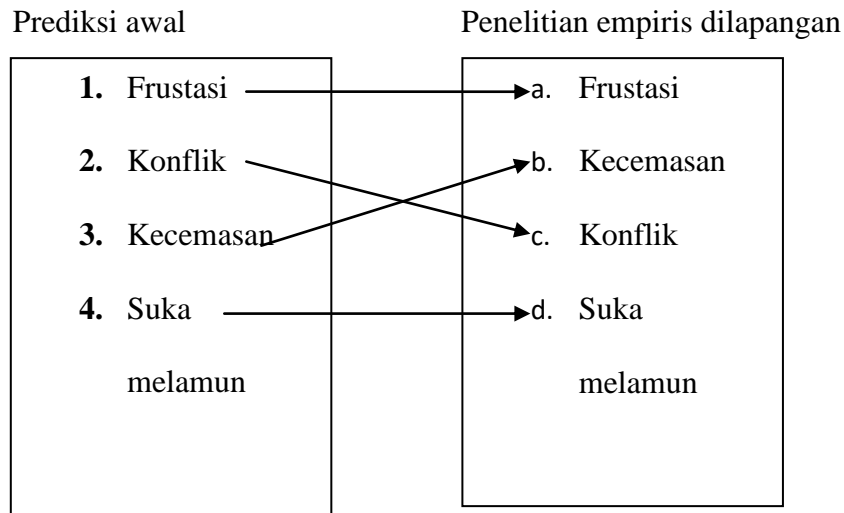 Prediksi awal
Penelitian empiris dilapangan
1. Frustasi
2. Konflik
3. Kecemasan
4. Suka
melamun
a. Frustasi
b. Kecemasan
c. Konflik
d. Suka
melamun